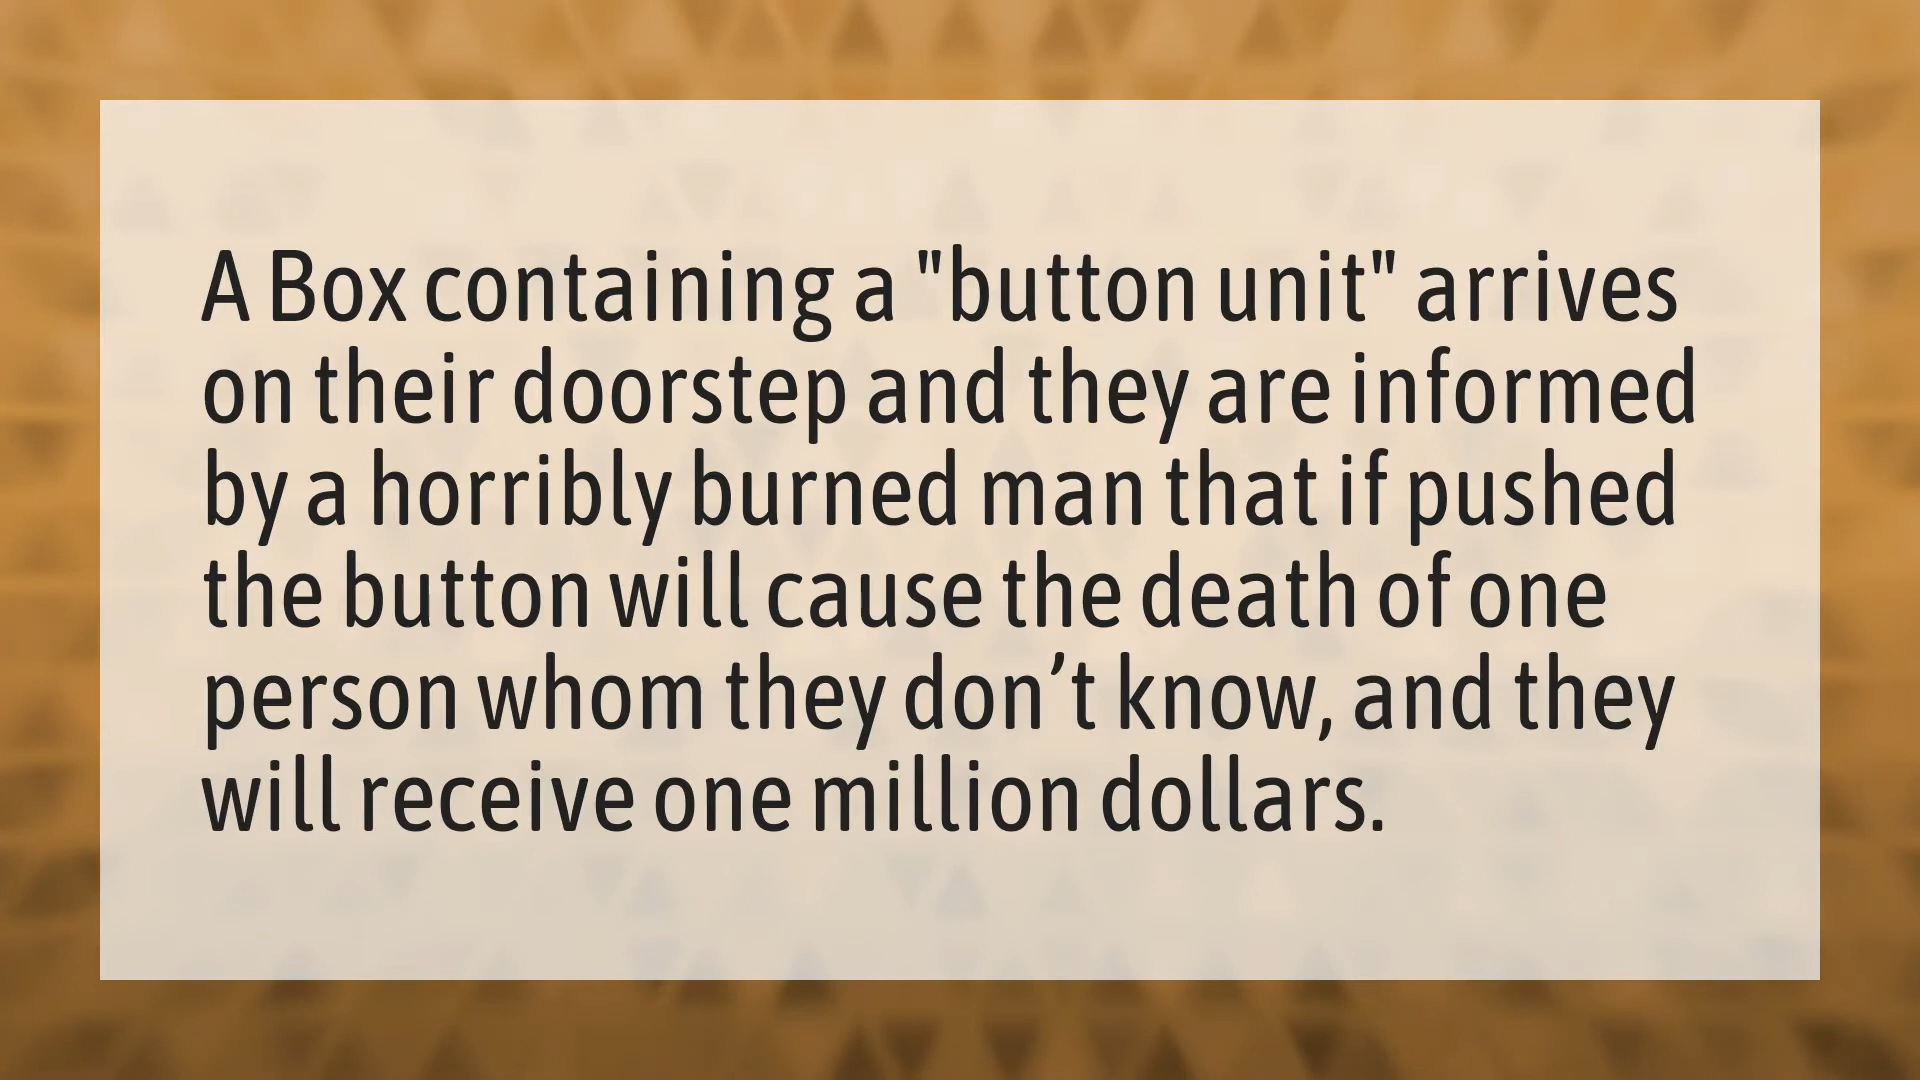 A Box containing a "button unit" arrives
on their doorstep and they are informed
by a horribly burned man that if pushed
the button will cause the death of one
person whom they don’t know, and they
will receive one million dollars.